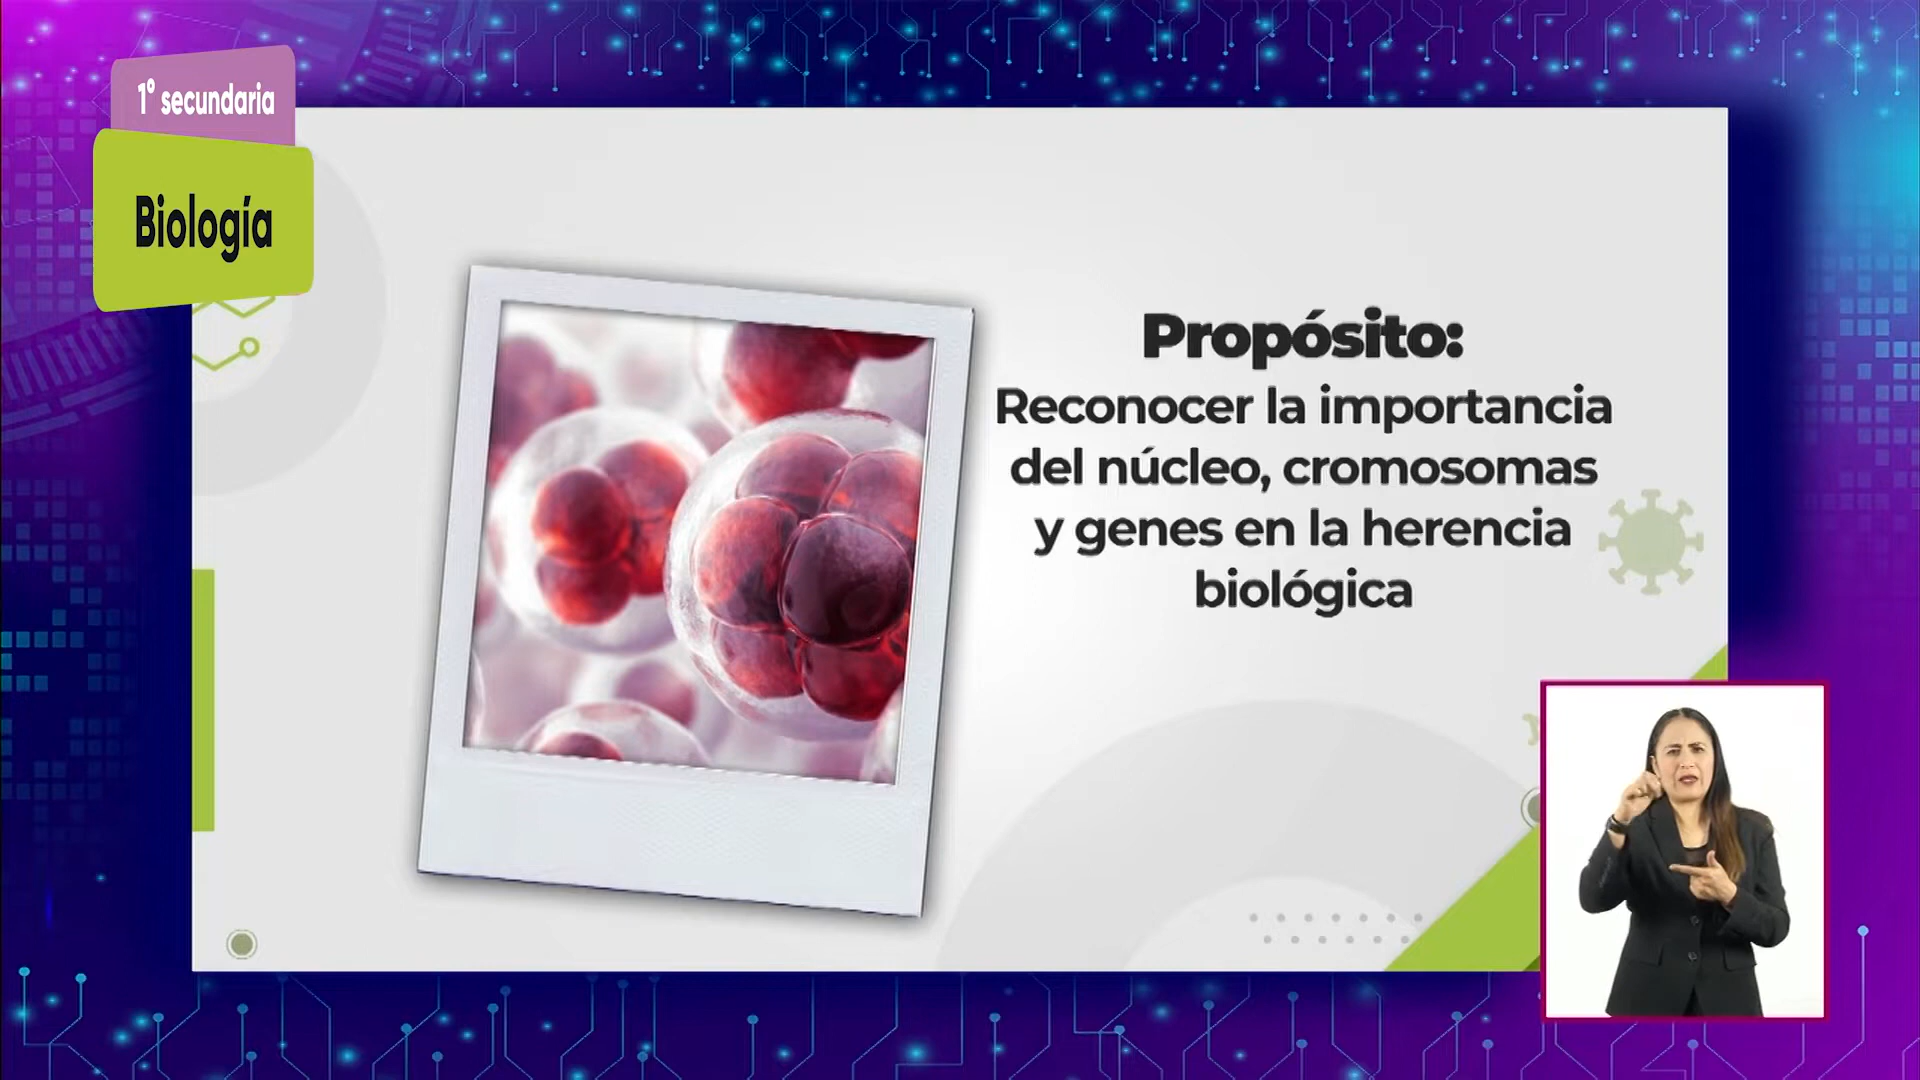 1° secundaria
Biología
Propósito:
Reconocer la importancia
del núcleo, cromosomas
y genes en la herencia
biológica